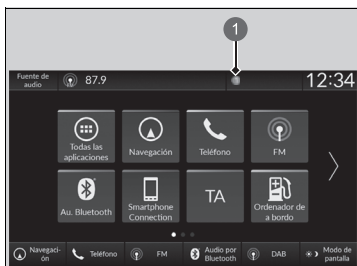 1
Fuente de
audio
87.9
12:34
Todas las
aplicaciones
Navegación
Teléfono
FM
Au. Bluetooth
Smartphone
Connection
TA
Ordenador de
a bordo
Navegaci-
ón
Teléfono
FM
Audio por
Bluetooth
DAB
Modo de
pantalla